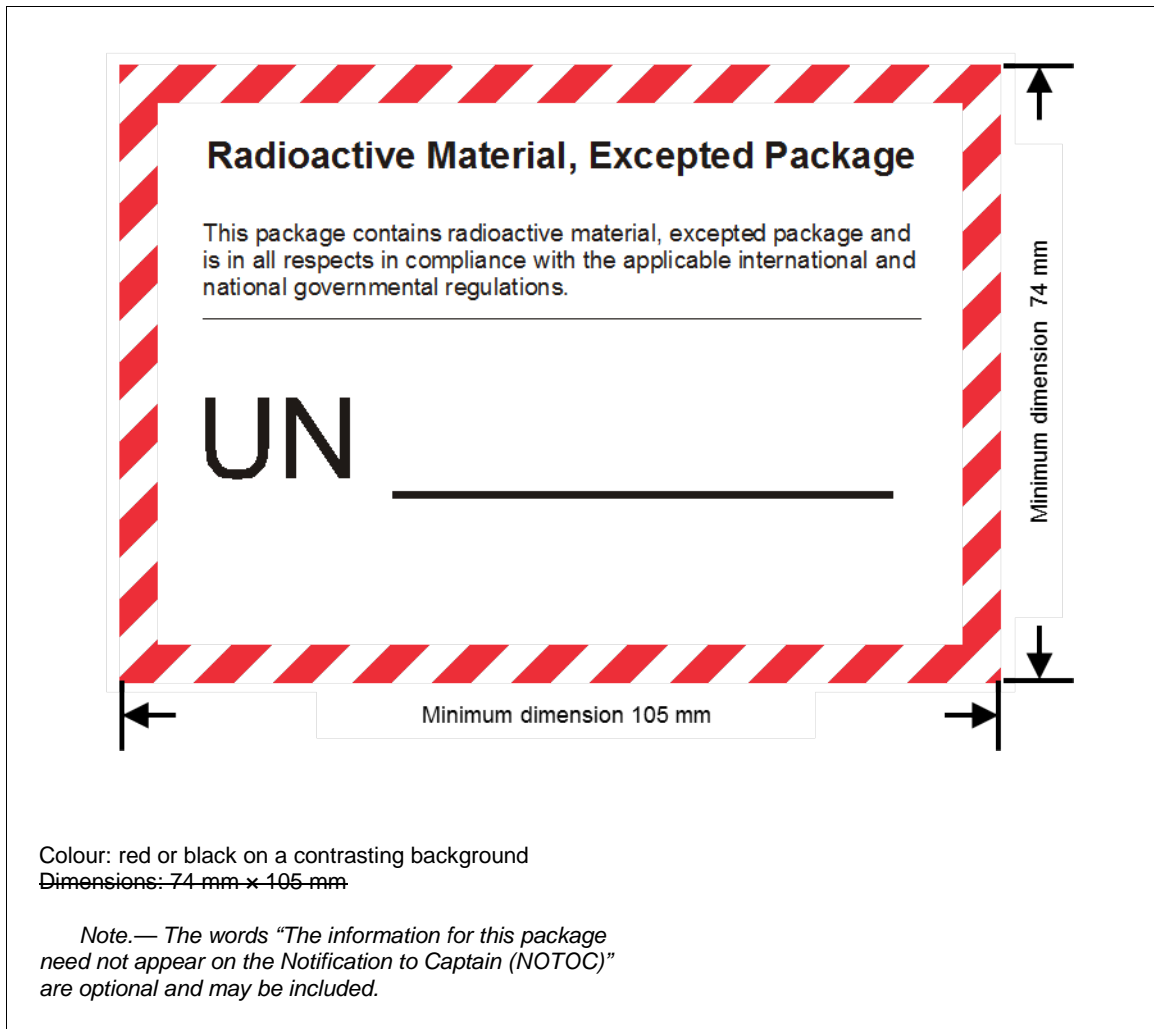 Radioactive Material, Excepted Package
This package contains radioactive material, excepted package and
is in all respects in compliance with the applicable international and
national governmental regulations.
UN
Minimum dimension 74 mm
Minimum dimension 105 mm
Colour: red or black on a contrasting background
Dimensions: 74 mm × 105 mm
Note.— The words “The information for this package
need not appear on the Notification to Captain (NOTOC)”
are optional and may be included.